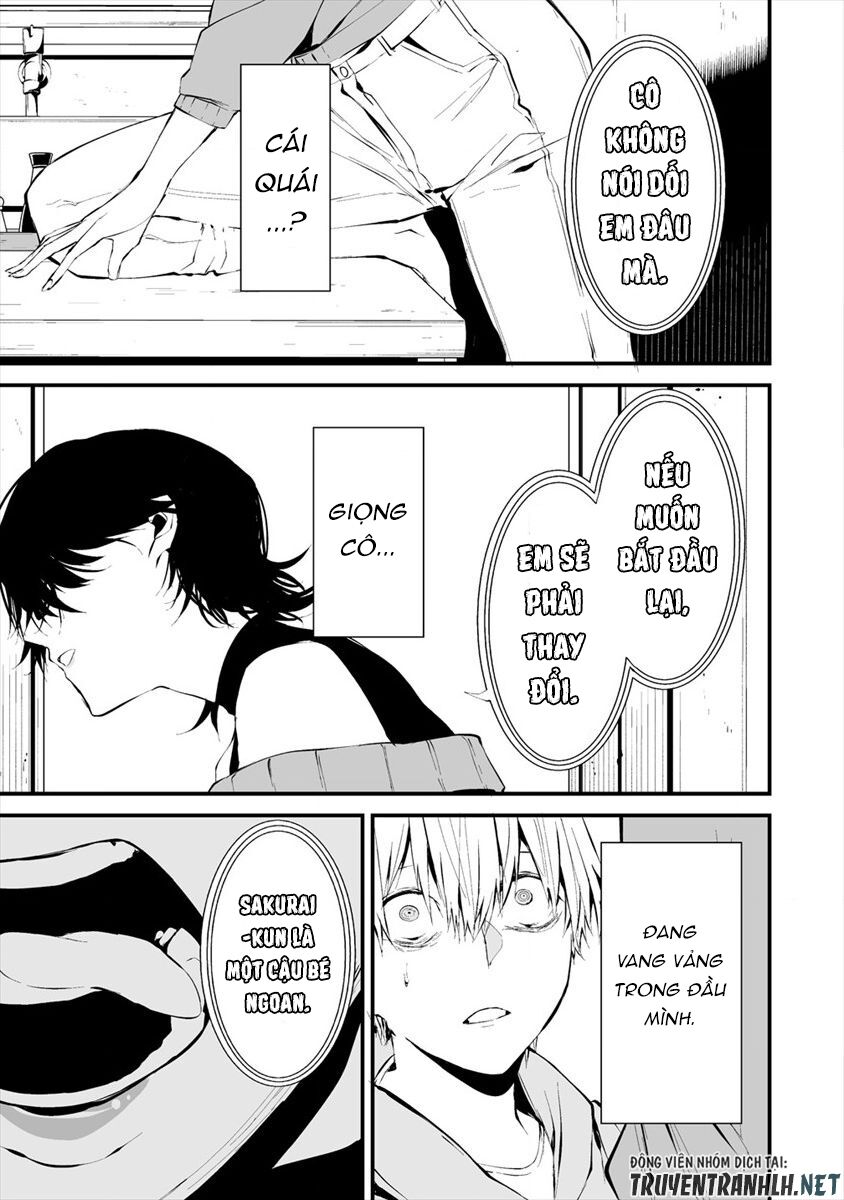 CÔ
KHÔNG
NÓI DỐI
EM ĐÂU
MÀ.
CÁI
QUÁI
...?
NẾU
MUỐN
BẮT ĐẦU
LẠI,
EM SẼ
PHẢI
THAY
ĐỔI.
GIỌNG
CÔ...
ĐANG
VANG VẢNG
TRONG ĐẦU
MÌNH.
SAKURAI
-KUN LÀ
MỘT CẬU BÉ
NGOAN.
ĐỘNG VIÊN NHÓM DỊCH TẠI:
TRUYENTRANHLH.NET